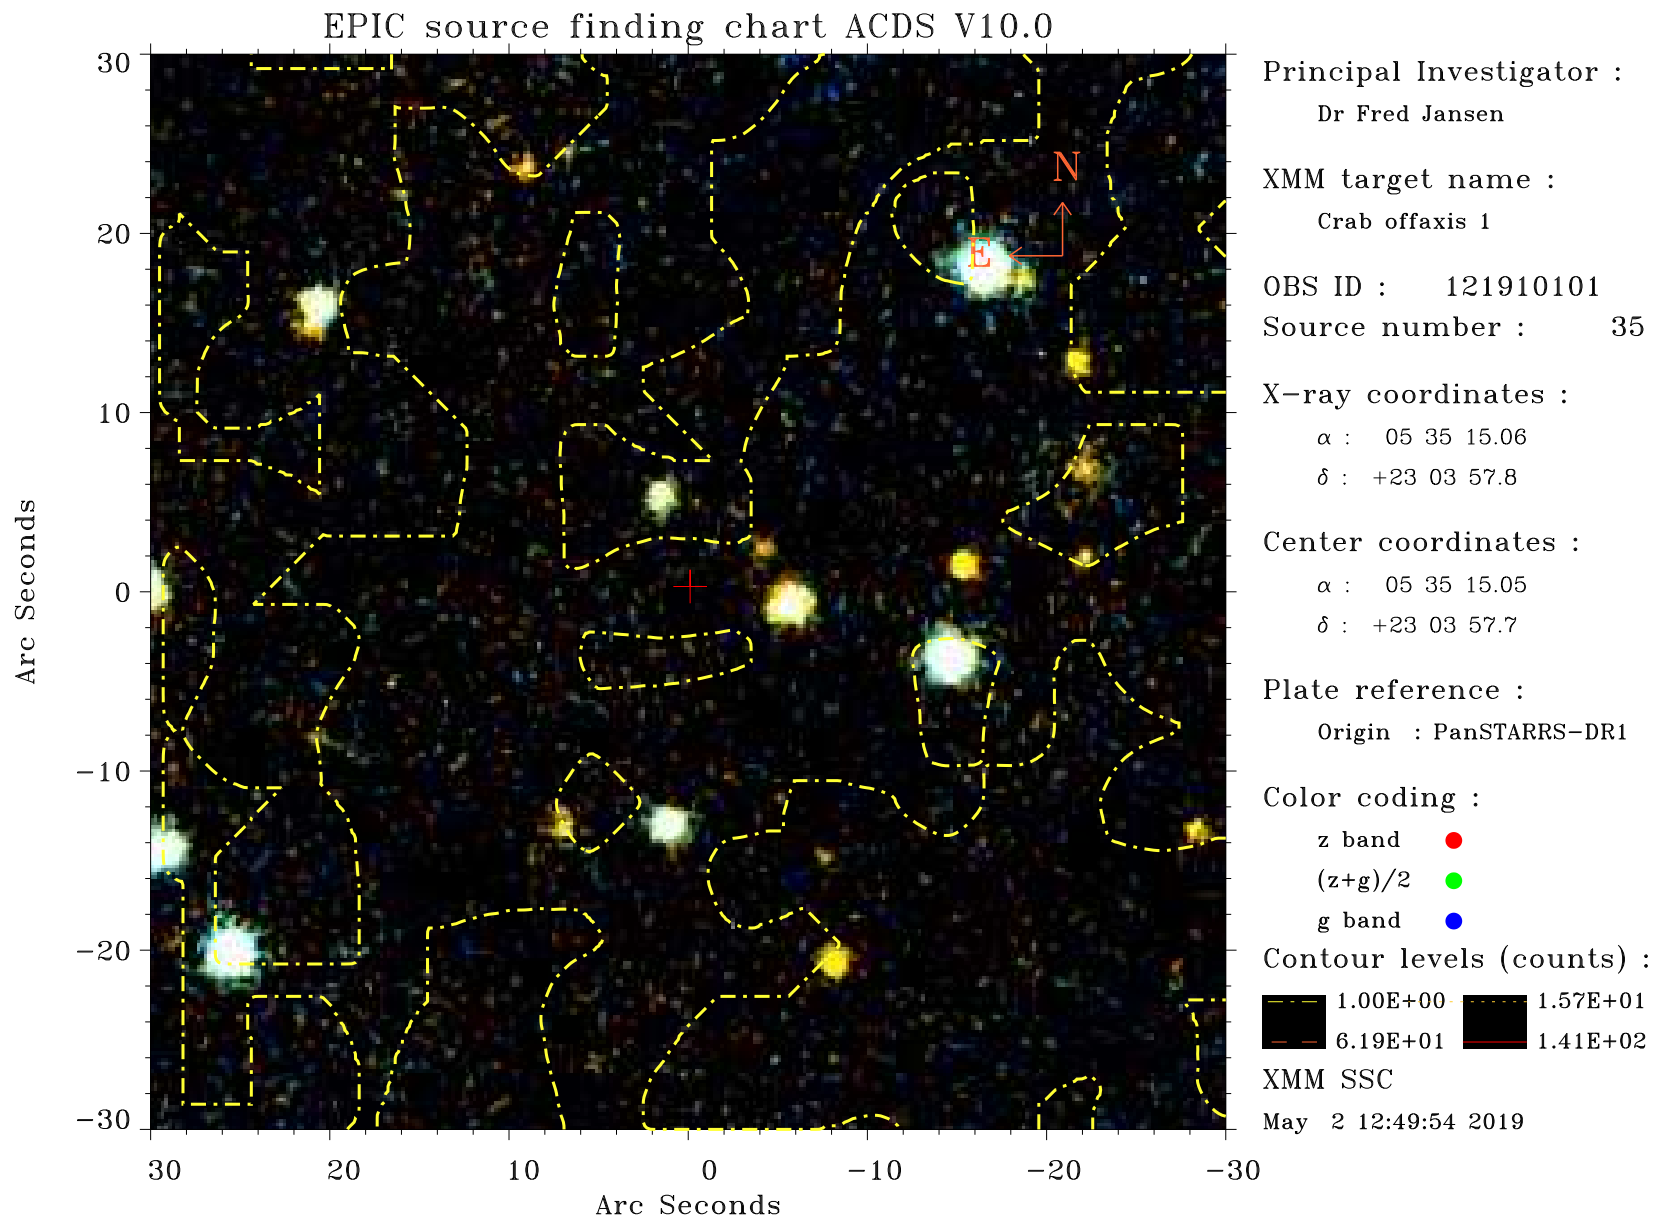 EPIC source finding chart ACDS V10.0
30
20
10
0
−10
−20
−30
Arc Seconds
30
20
10
0
−10
−20
−30
Arc Seconds
N
E
Principal Investigator :
Dr Fred Jansen
XMM target name :
Crab offaxis 1
OBS ID : 121910101
Source number : 35
X−ray coordinates :
α : 05 35 15.06
δ : +23 03 57.8
Center coordinates :
α : 05 35 15.05
δ : +23 03 57.7
Plate reference :
Origin : PanSTARRS−DR1
Color coding :
z band
(z+g)/2
g band
Contour levels (counts) :
1.00E+00 1.57E+01
6.19E+01 1.41E+02
XMM SSC
May 2 12:49:54 2019